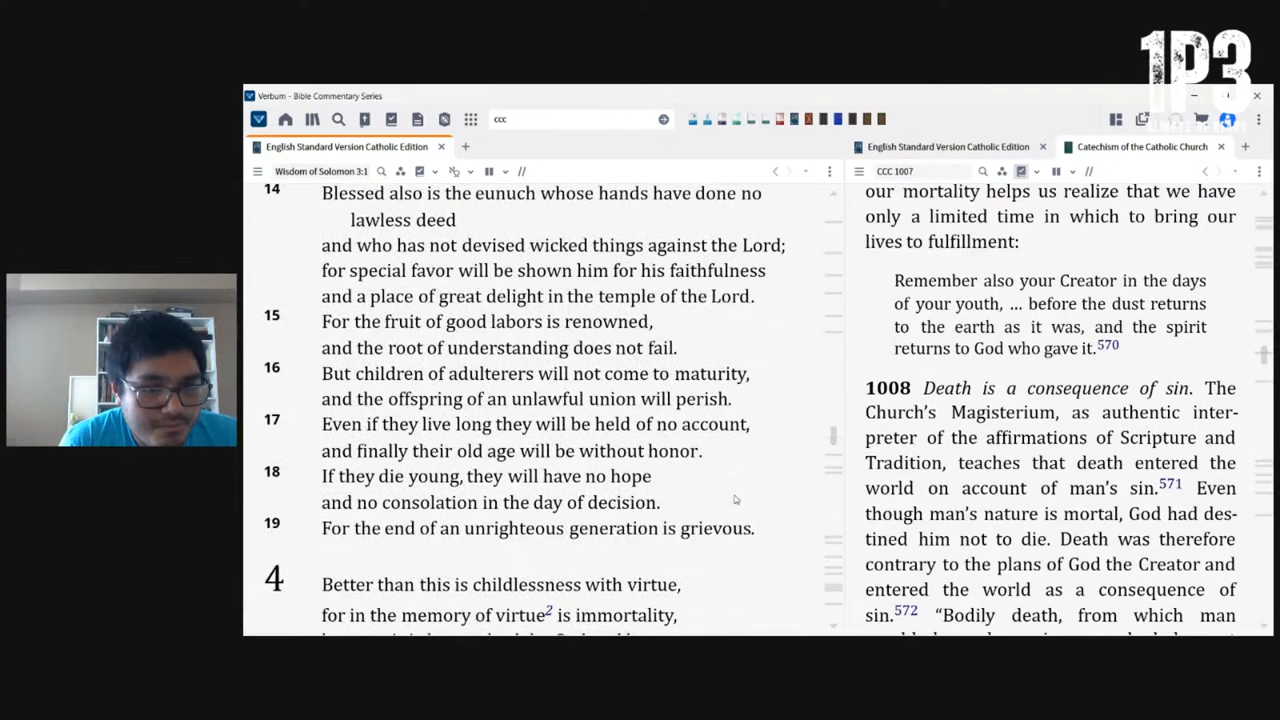 1P3
Verbum - Bible Commentary Series
ccc
English Standard Version Catholic Edition
English Standard Version Catholic Edition
Catechism of the Catholic Church
Wisdom of Solomon 3:1
CCC 1007
14 Blessed also is the eunuch whose hands have done no
lawless deed
and who has not devised wicked things against the Lord;
for special favor will be shown him for his faithfulness
and a place of great delight in the temple of the Lord.
15 For the fruit of good labors is renowned,
and the root of understanding does not fail.
16 But children of adulterers will not come to maturity,
and the offspring of an unlawful union will perish.
17 Even if they live long they will be held of no account,
and finally their old age will be without honor.
18 If they die young, they will have no hope
and no consolation in the day of decision.
19 For the end of an unrighteous generation is grievous.
4 Better than this is childlessness with virtue,
for in the memory of virtue2 is immortality,
our mortality helps us realize that we have
only a limited time in which to bring our
lives to fulfillment:
Remember also your Creator in the days
of your youth, … before the dust returns
to the earth as it was, and the spirit
returns to God who gave it.570
1008 Death is a consequence of sin. The
Church's Magisterium, as authentic inter-
preter of the affirmations of Scripture and
Tradition, teaches that death entered the
world on account of man's sin.571 Even
though man's nature is mortal, God had des-
tined him not to die. Death was therefore
contrary to the plans of God the Creator and
entered the world as a consequence of
sin.572 "Bodily death, from which man